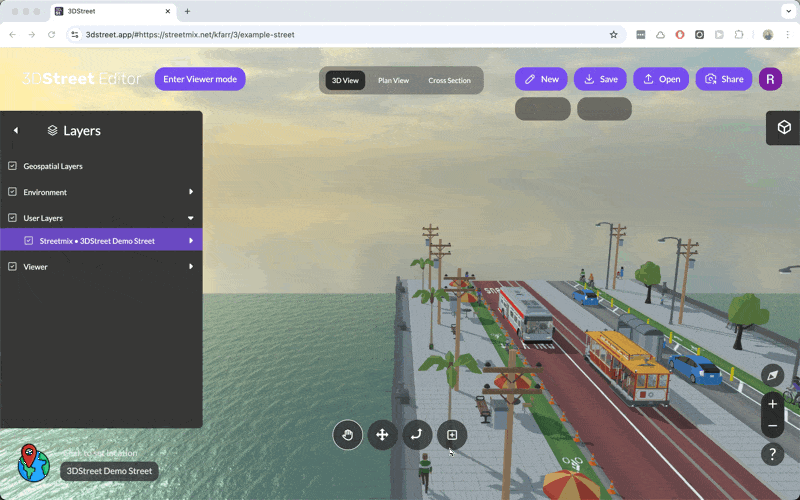 3DStreet
3dstreet.app/#https://streetmix.net/kfarr/3/example-street
3DStreet Editor
Enter Viewer mode
3D View
Plan View
Cross Section
New
Save
Open
Share
R
Layers
Geospatial Layers
Environment
User Layers
Streetmix • 3DStreet Demo Street
Viewer
Click to set location
3DStreet Demo Street
+
−
?